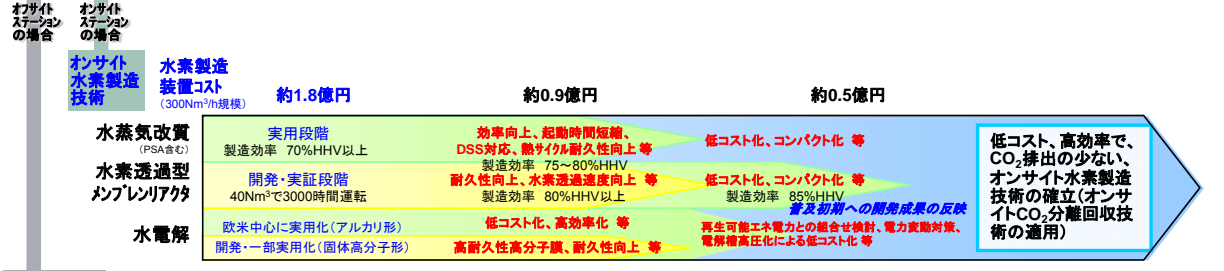 オフサイト
ステーション
の場合
オンサイト
ステーション
の場合
オンサイト
水素製造
技術
水素製造
装置コスト
(300Nm³/h規模)
約1.8億円
約0.9億円
約0.5億円
水蒸気改質
(PSA含む)
実用段階
製造効率 70%HHV以上
効率向上、起動時間短縮、
DSS対応、熱サイクル耐久性向上 等
製造効率 75~80%HHV
低コスト化、コンパクト化 等
水素透過型
メンブレンリアクタ
開発・実証段階
40Nm³で3000時間運転
耐久性向上、水素透過速度向上 等
製造効率 80%HHV以上
低コスト化、コンパクト化 等
製造効率 85%HHV
普及初期への開発成果の反映
水電解
欧米中心に実用化(アルカリ形)
開発・一部実用化(固体高分子形)
低コスト化、高効率化 等
高耐久性高分子膜、耐久性向上 等
再生可能エネ電力との組合せ検討、電力変動対策、
電解槽高圧化による低コスト化 等
低コスト、高効率で、
CO₂排出の少ない、
オンサイト水素製造
技術の確立(オンサ
イトCO₂分離回収技
術の適用)